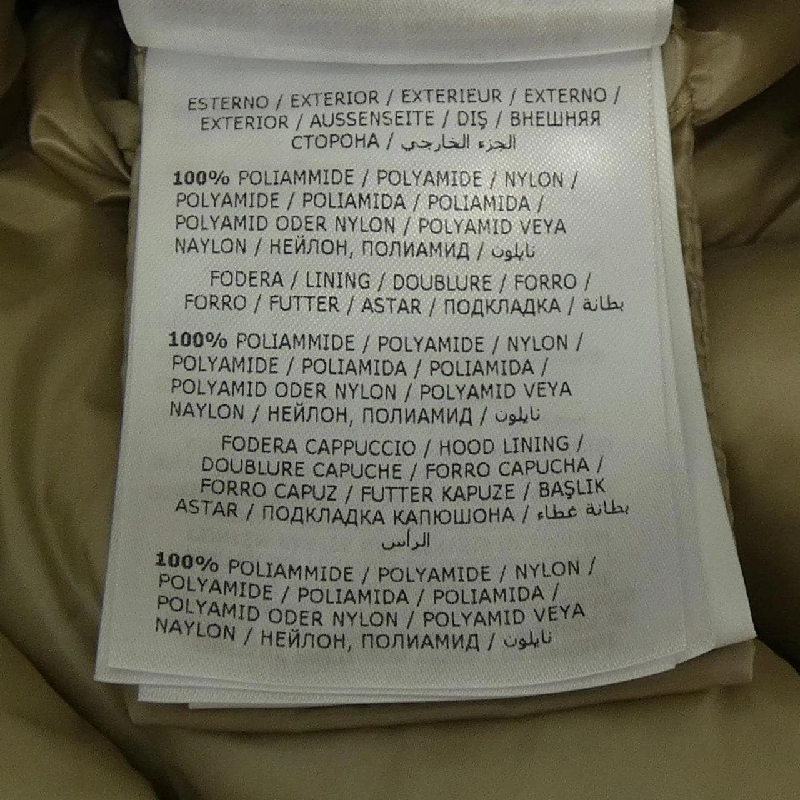 ESTERNO / EXTERIOR / EXTERIEUR / EXTERNO /
EXTERIOR / AUSSENSEITE / DIŞ / ВНЕШНЯЯ
СТОРОНА / الجزء الخارجي
100% POLIAMMIDE / POLYAMIDE / NYLON /
POLYAMIDE / POLIAMIDA / POLIAMIDA /
POLYAMID ODER NYLON / POLYAMID VEYA
NAYLON / НЕЙЛОН, ПОЛИАМИД / نايلون
FODERA / LINING / DOUBLURE / FORRO /
FORRO / FUTTER / ASTAR / ПОДКЛАДКА / بطانة
100% POLIAMMIDE / POLYAMIDE / NYLON /
POLYAMIDE / POLIAMIDA / POLIAMIDA /
POLYAMID ODER NYLON / POLYAMID VEYA
NAYLON / НЕЙЛОН, ПОЛИАМИД / نايلون
FODERA CAPPUCCIO / HOOD LINING /
DOUBLURE CAPUCHE / FORRO CAPUCHA /
FORRO CAPUZ / FUTTER KAPUZE / BAŞLIK
ASTAR / ПОДКЛАДКА КАПЮШОНА / بطانة غطاء
الرأس
100% POLIAMMIDE / POLYAMIDE / NYLON /
POLYAMIDE / POLIAMIDA / POLIAMIDA /
POLYAMID ODER NYLON / POLYAMID VEYA
NAYLON / НЕЙЛОН, ПОЛИАМИД / نايلون